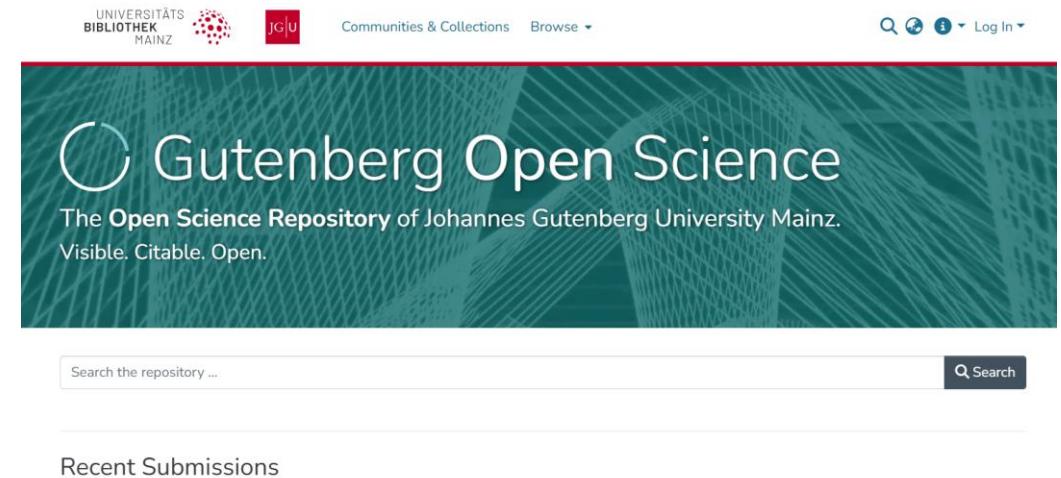 UNIVERSITÄTS
BIBLIOTHEK
MAINZ
JG|U
Communities & Collections Browse
Log In
Gutenberg Open Science
The Open Science Repository of Johannes Gutenberg University Mainz.
Visible. Citable. Open.
Search the repository ...
Search
Recent Submissions